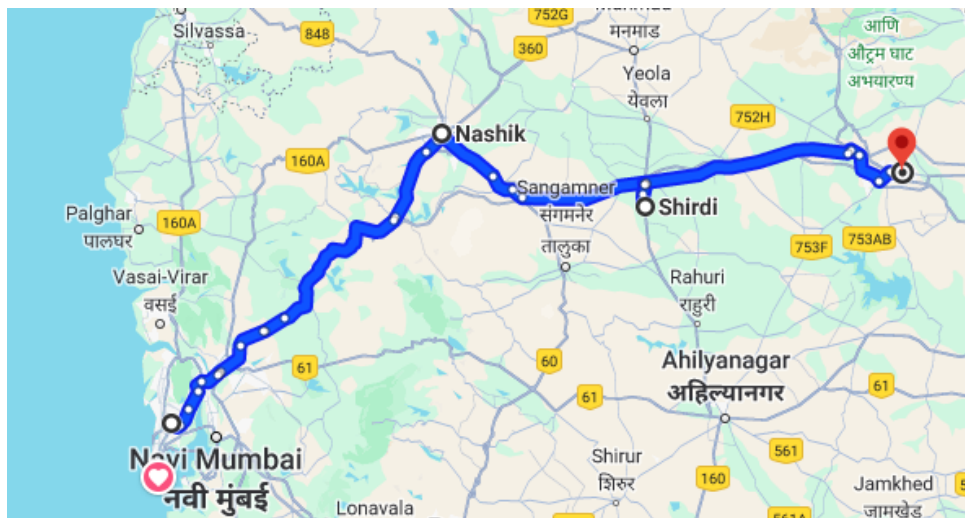 752G
मनमाड
Silvassa
848
360
आणि
औट्रम घाट
अभयारण्य
Yeola
येवला
752H
Nashik
160A
Sangamner
संगमनेर
तालुका
Shirdi
Palghar
पालघर
160A
753F
753AB
Vasai-Virar
वसई
Rahuri
राहुरी
61
60
Ahilyanagar
अहिल्यानगर
61
61
Navi Mumbai
नवी मुंबई
561
Shirur
शिरुर
160
Jamkhed
जामखेड
Lonavala
561A